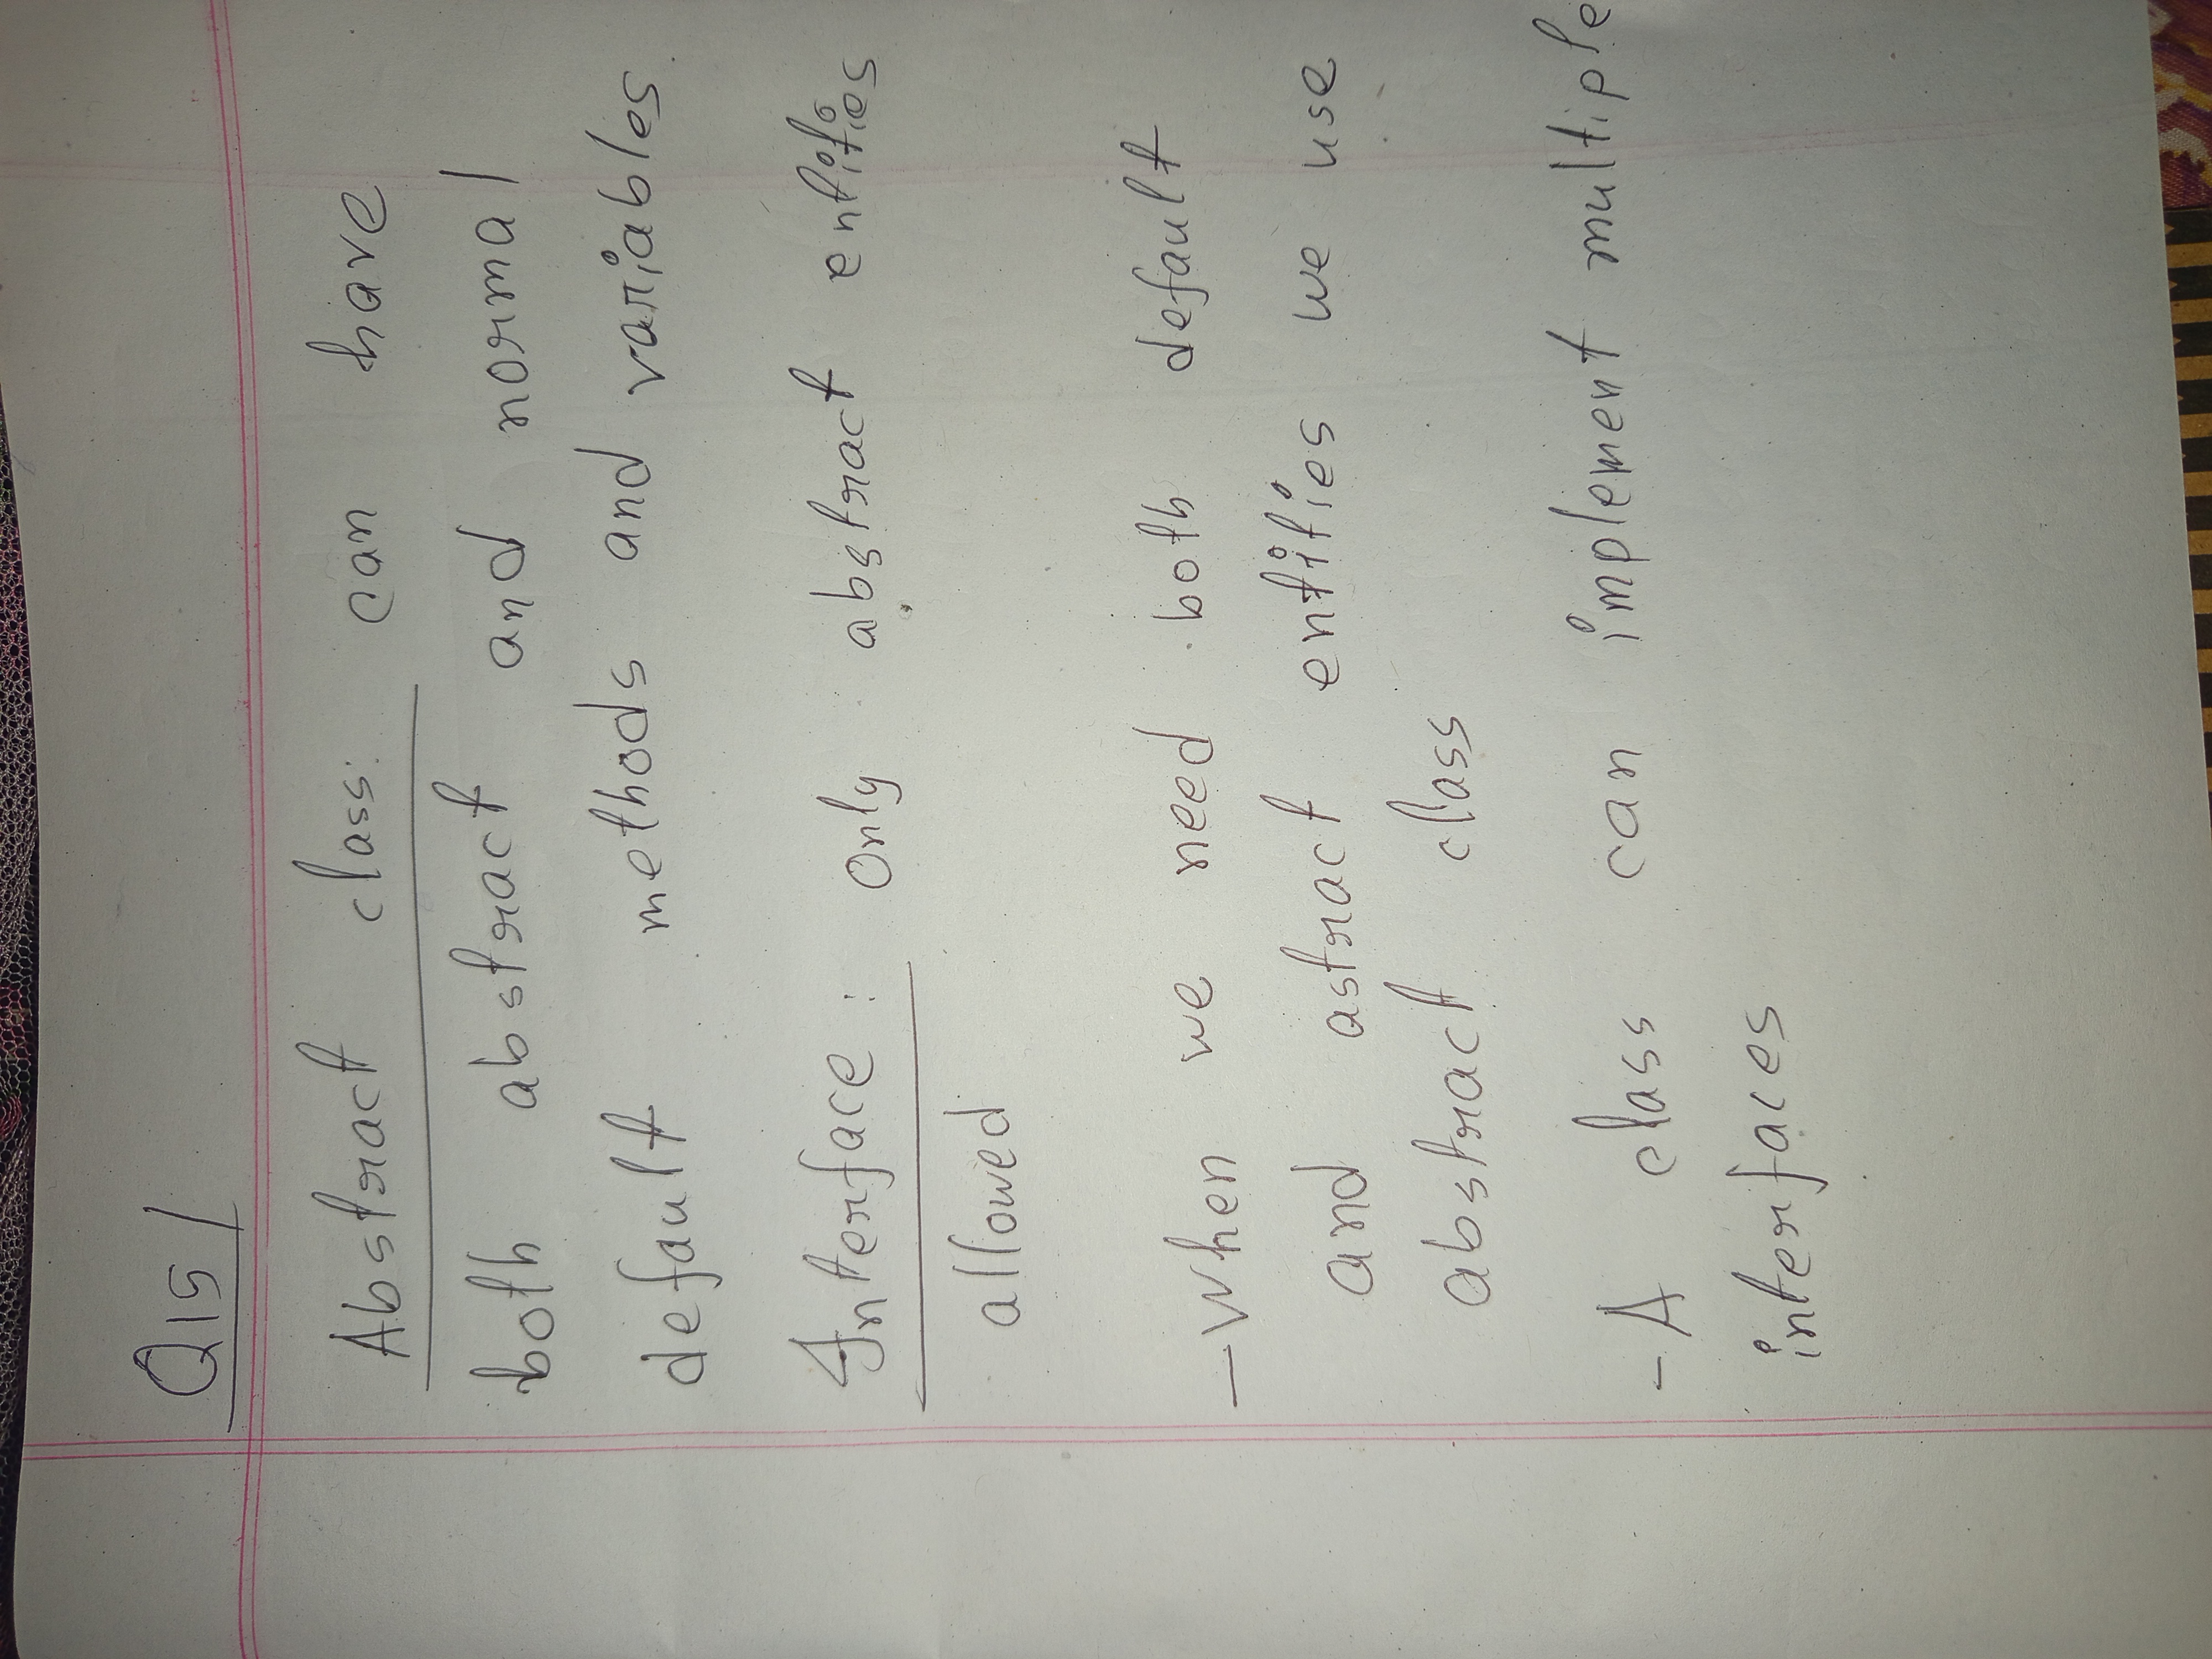 Q15/
Abstract class: can have
both abstract and normal
default methods and variables.
Interface: Only abstract entities
allowed
- When we need both default
and astract entities we use
abstract class
- A class can implement multiple
interfaces